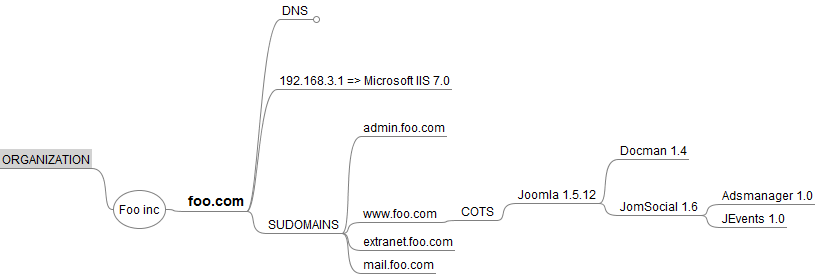 DNS
192.168.3.1 => Microsoft IIS 7.0
admin.foo.com
Docman 1.4
ORGANIZATION
Joomla 1.5.12
Adsmanager 1.0
foo.com
JomSocial 1.6
Foo inc
www.foo.com
COTS
JEvents 1.0
SUDOMAINS
extranet.foo.com
mail.foo.com